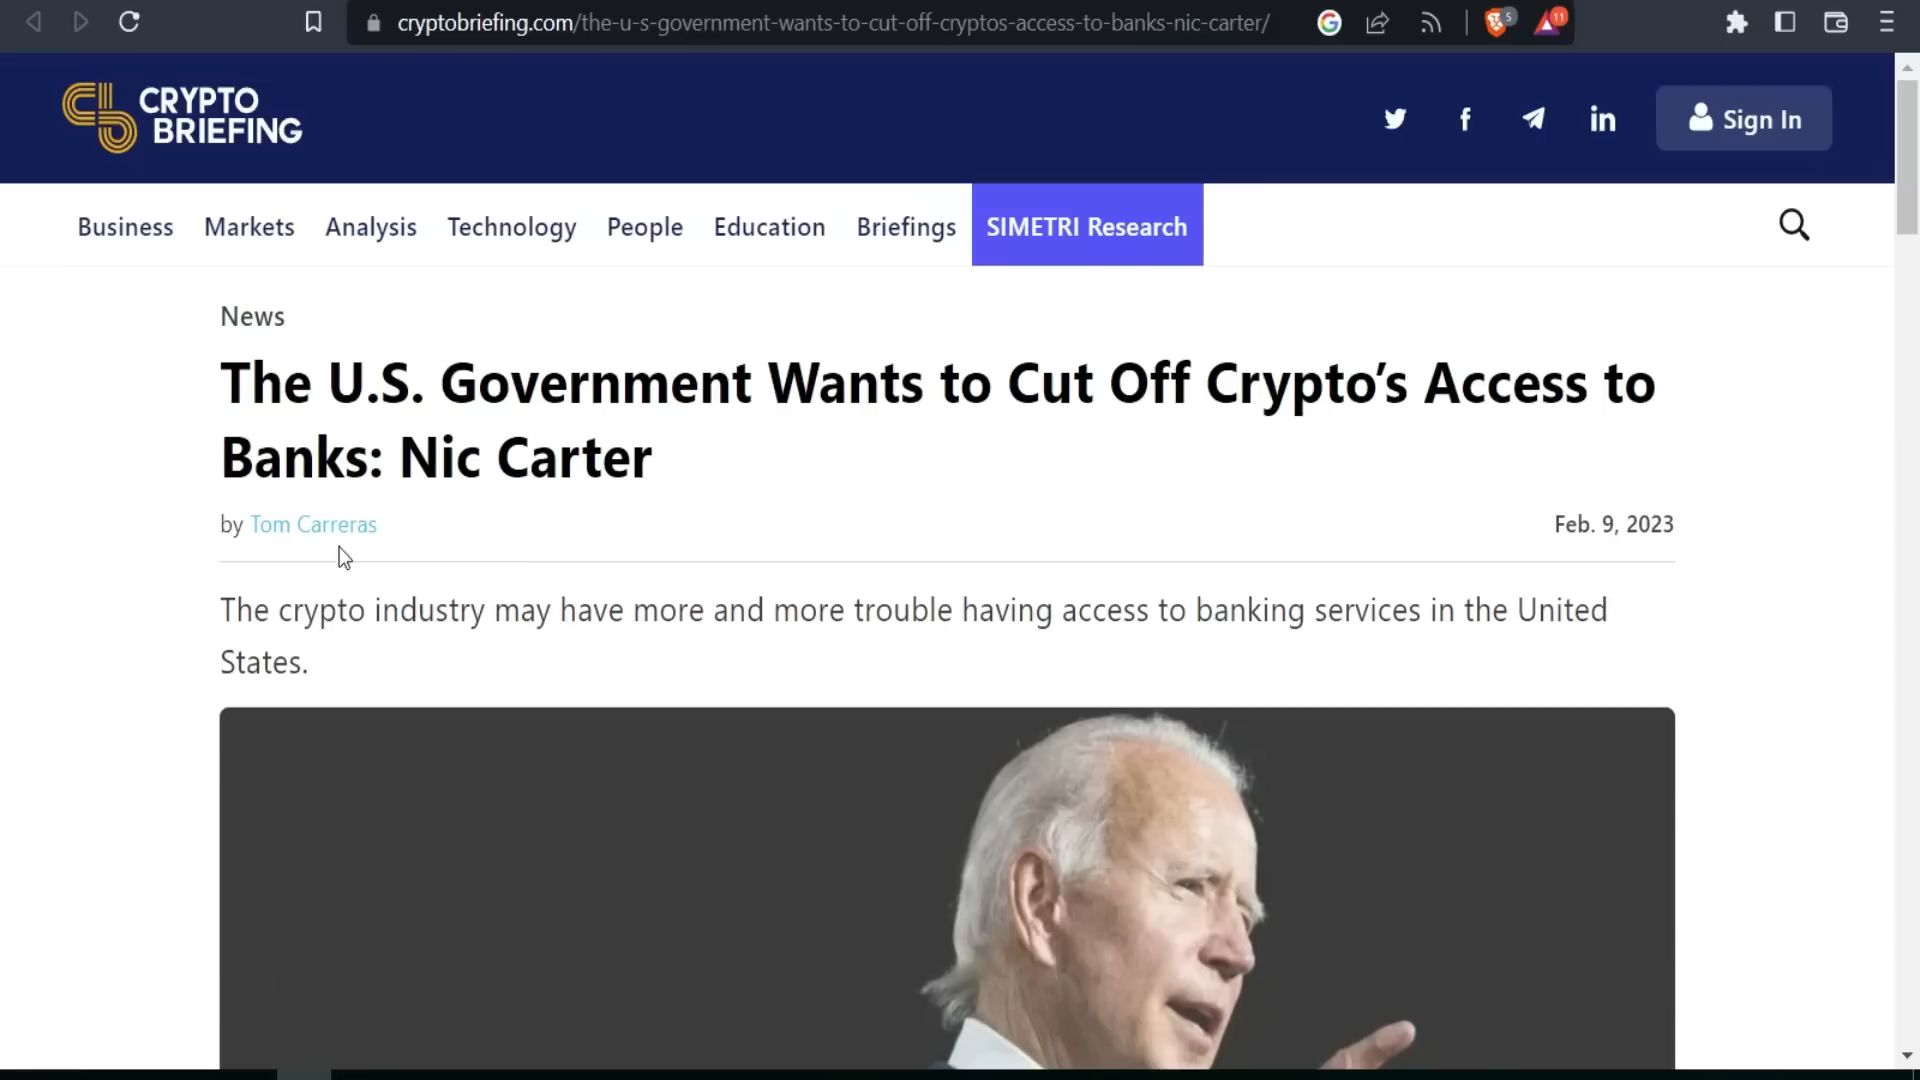 cryptobriefing.com/the-u-s-government-wants-to-cut-off-cryptos-access-to-banks-nic-carter/
5
11
CRYPTO
BRIEFING
Sign In
Business Markets Analysis Technology People Education Briefings SIMETRI Research
News
The U.S. Government Wants to Cut Off Crypto’s Access to
Banks: Nic Carter
by Tom Carreras
Feb. 9, 2023
The crypto industry may have more and more trouble having access to banking services in the United
States.